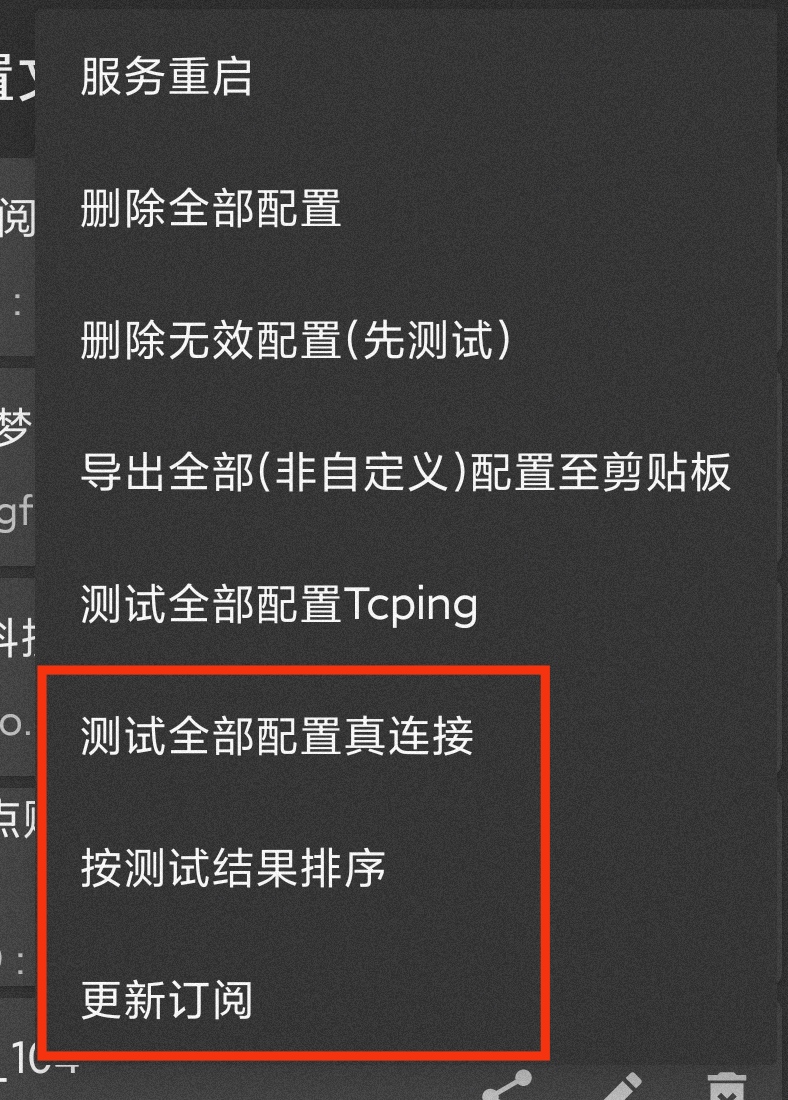 服务重启
删除全部配置
阅
:
删除无效配置(先测试)
梦
导出全部(非自定义)配置至剪贴板
gf
测试全部配置Tcping
o.
测试全部配置真连接
按测试结果排序
更新订阅